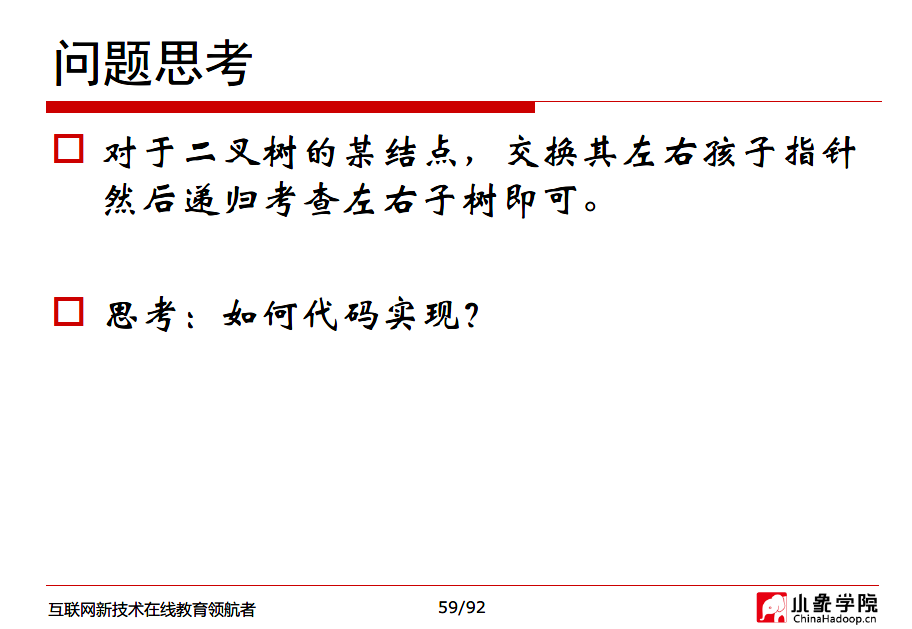 问题思考
对于二叉树的某结点，交换其左右孩子指针
然后递归考查左右子树即可。
思考：如何代码实现？
互联网新技术在线教育领航者
59/92
小象学院
ChinaHadoop.cn